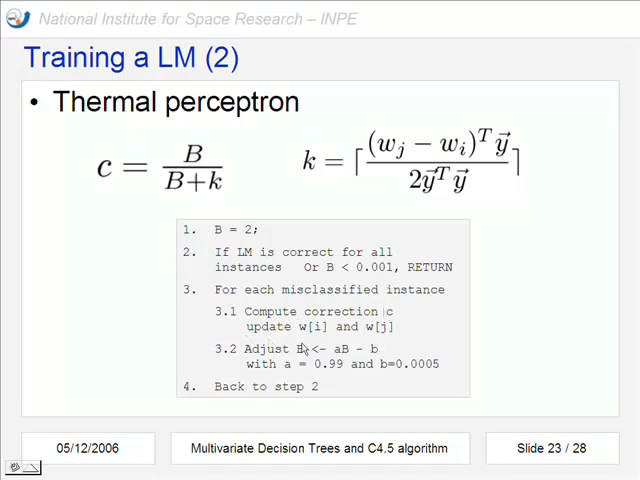 National Institute for Space Research – INPE
Training a LM (2)
• Thermal perceptron
c = B / (B+k)
k = ⌈ (w_j − w_i)^T y⃗ / 2y⃗^T y⃗ ⌉
1. B = 2;
2. If LM is correct for all
instances Or B < 0.001, RETURN
3. For each misclassified instance
3.1 Compute correction c
update w[i] and w[j]
3.2 Adjust B <- aB - b
with a = 0.99 and b=0.0005
4. Back to step 2
05/12/2006
Multivariate Decision Trees and C4.5 algorithm
Slide 23 / 28